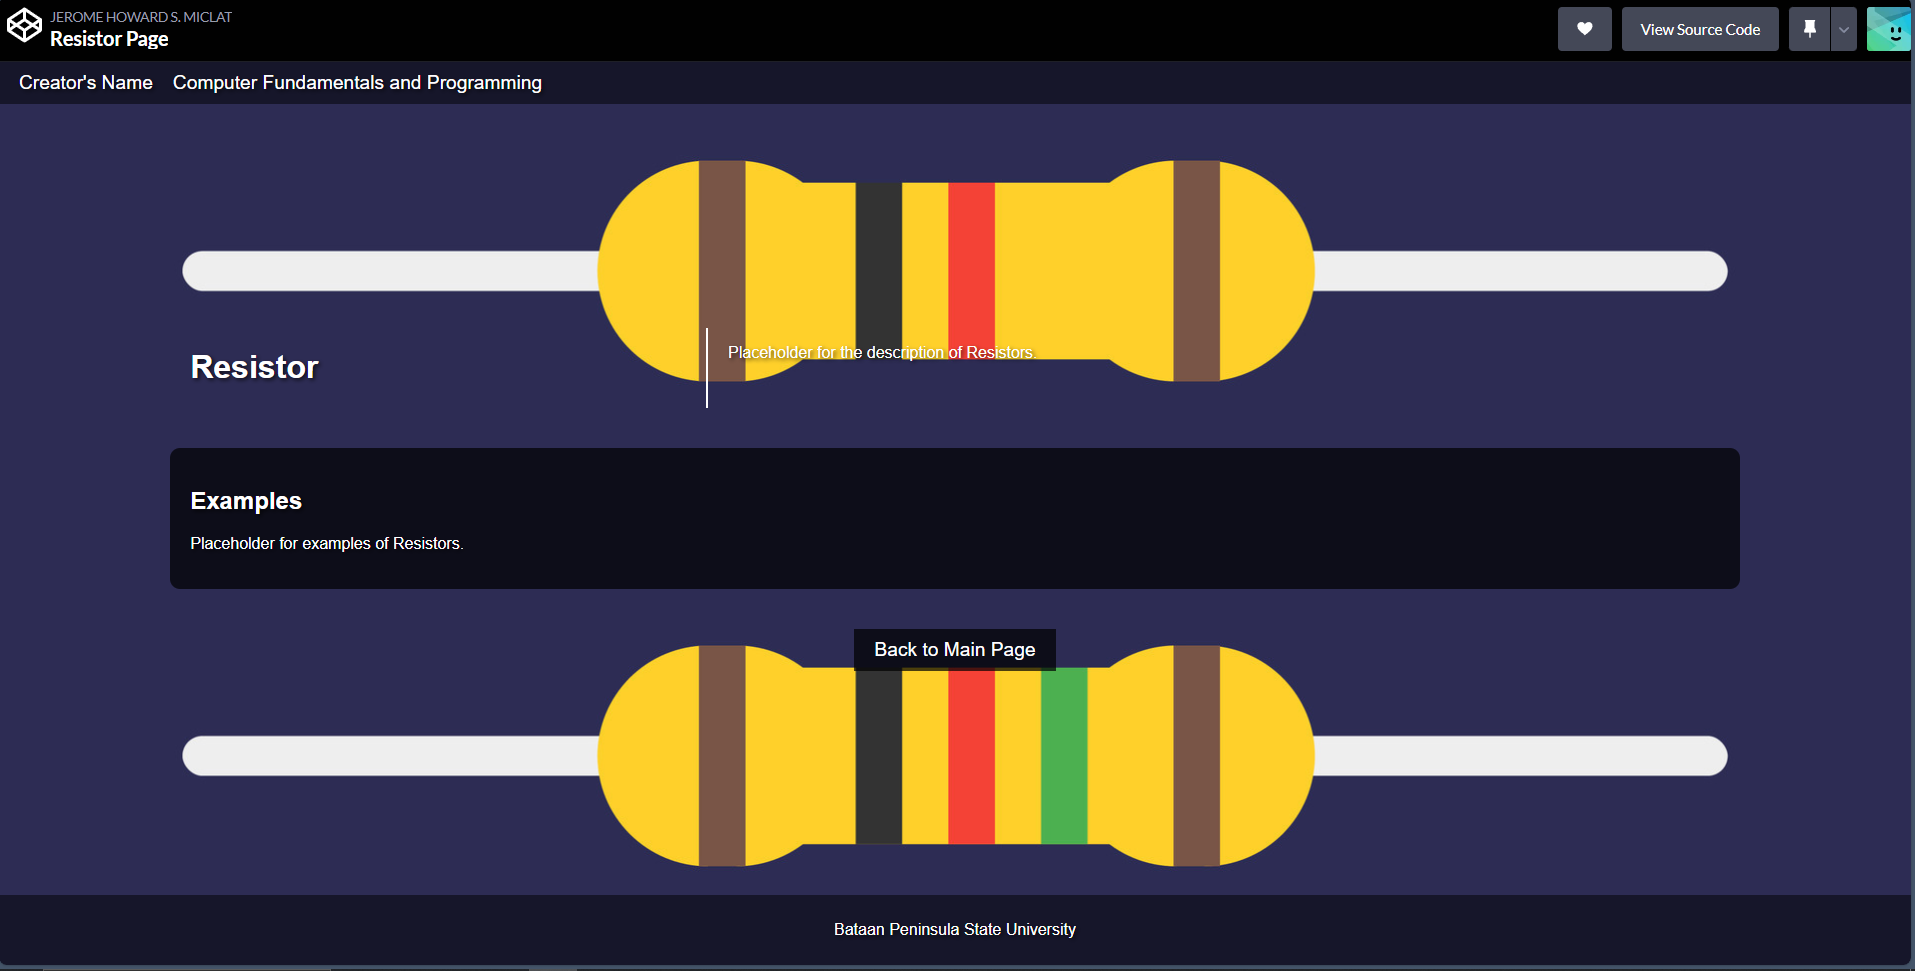 JEROME HOWARD S. MICLAT
Resistor Page
View Source Code
Creator's Name Computer Fundamentals and Programming
Resistor
Placeholder for the description of Resistors.
Examples
Placeholder for examples of Resistors.
Back to Main Page
Bataan Peninsula State University